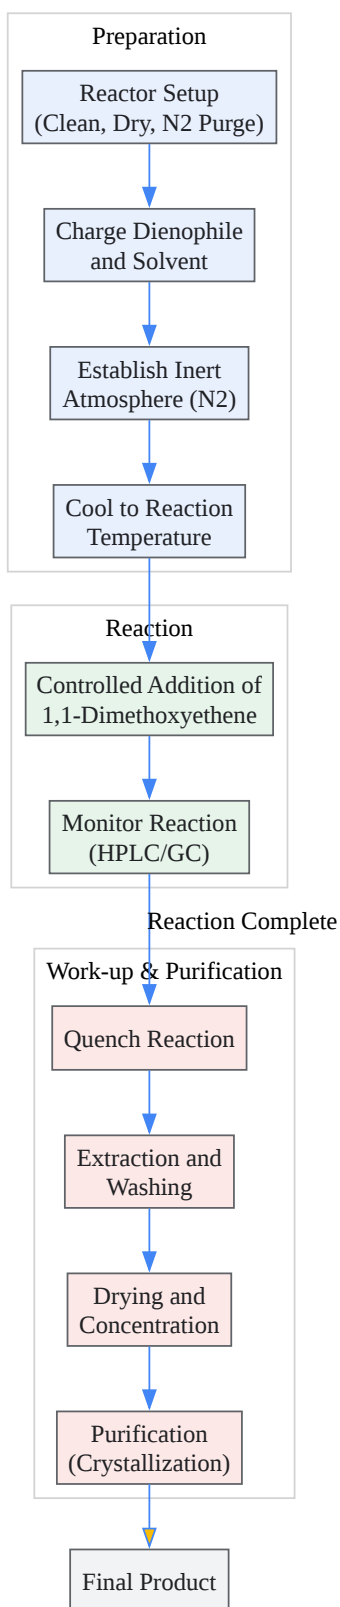 Preparation
Reactor Setup
(Clean, Dry, N2 Purge)
Charge Dienophile
and Solvent
Establish Inert
Atmosphere (N2)
Cool to Reaction
Temperature
Reaction
Controlled Addition of
1,1-Dimethoxyethene
Monitor Reaction
(HPLC/GC)
Reaction Complete
Work-up & Purification
Quench Reaction
Extraction and
Washing
Drying and
Concentration
Purification
(Crystallization)
Final Product